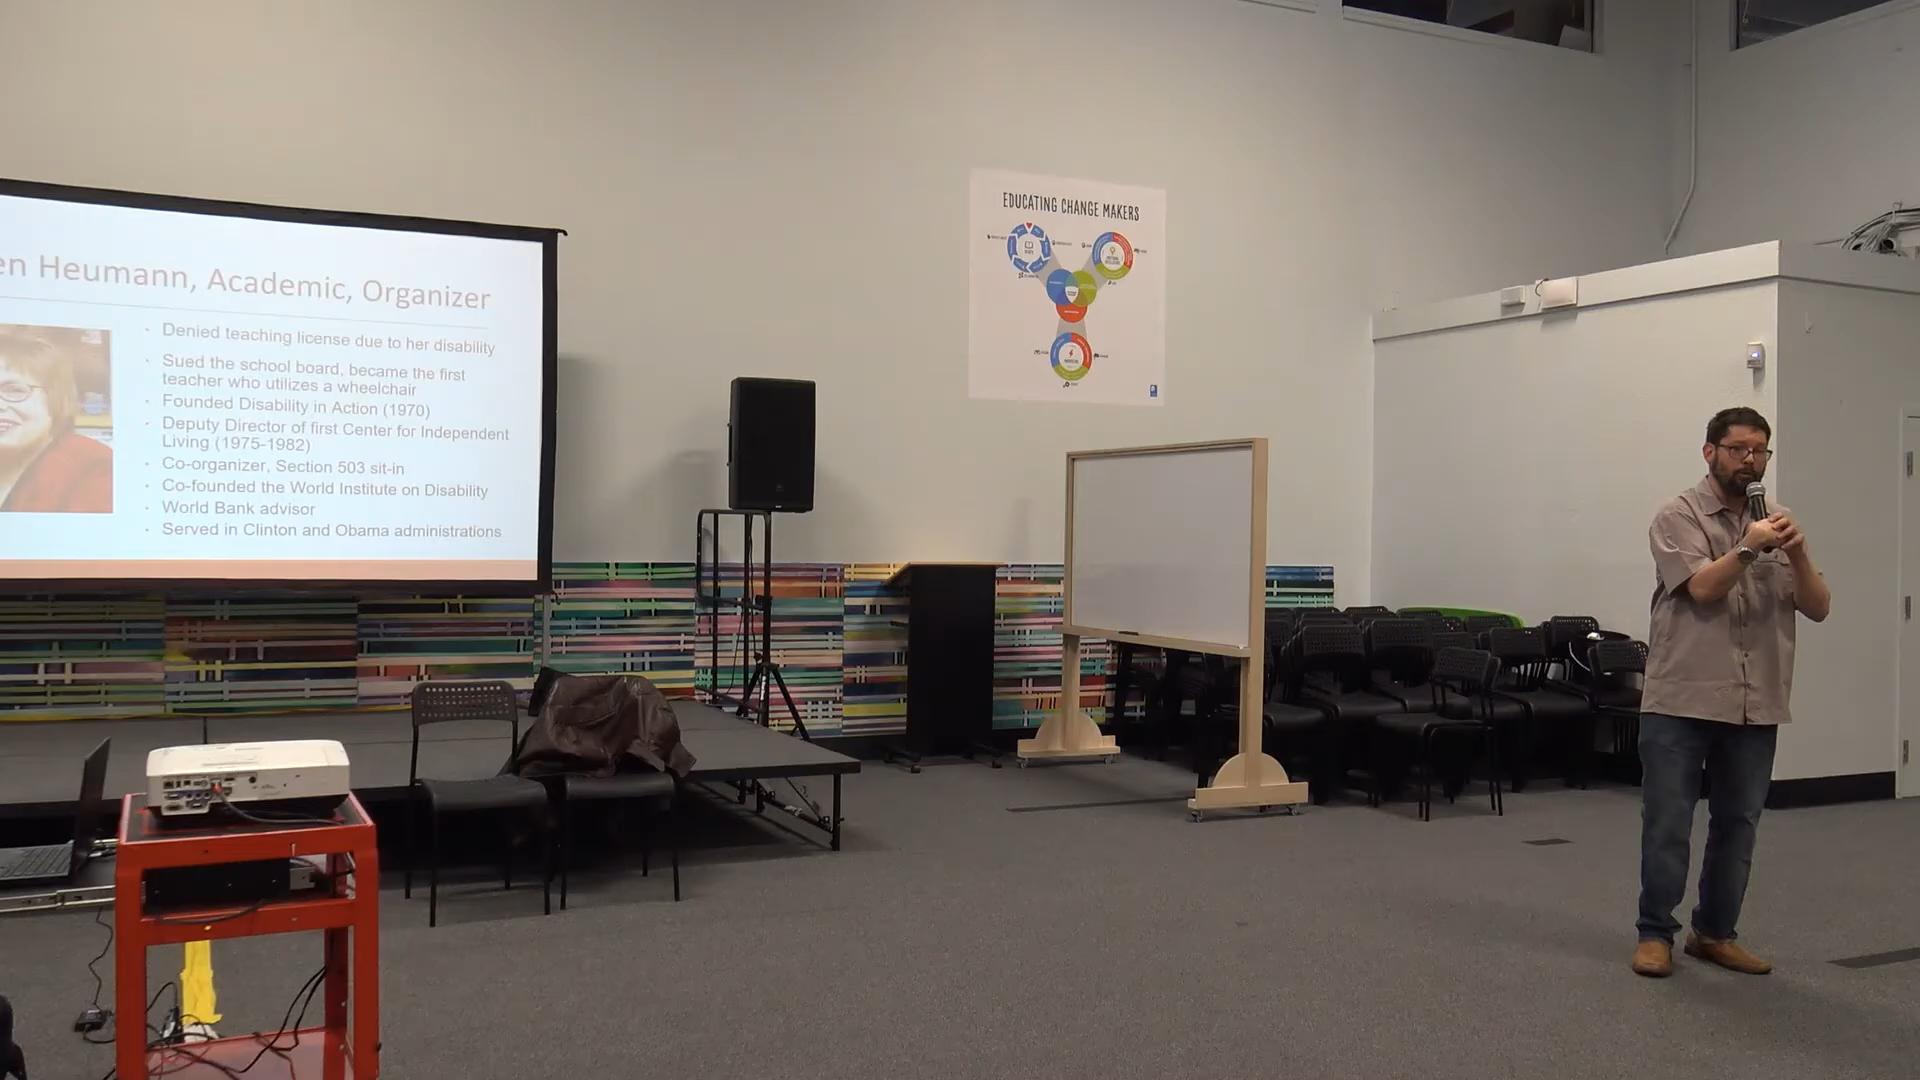 en Heumann, Academic, Organizer
Denied teaching license due to her disability
Sued the school board, became the first
teacher who utilizes a wheelchair
Founded Disability in Action (1970)
Deputy Director of first Center for Independent
Living (1975-1982)
Co-organizer, Section 503 sit-in
Co-founded the World Institute on Disability
World Bank advisor
Served in Clinton and Obama administrations
EDUCATING CHANGE MAKERS